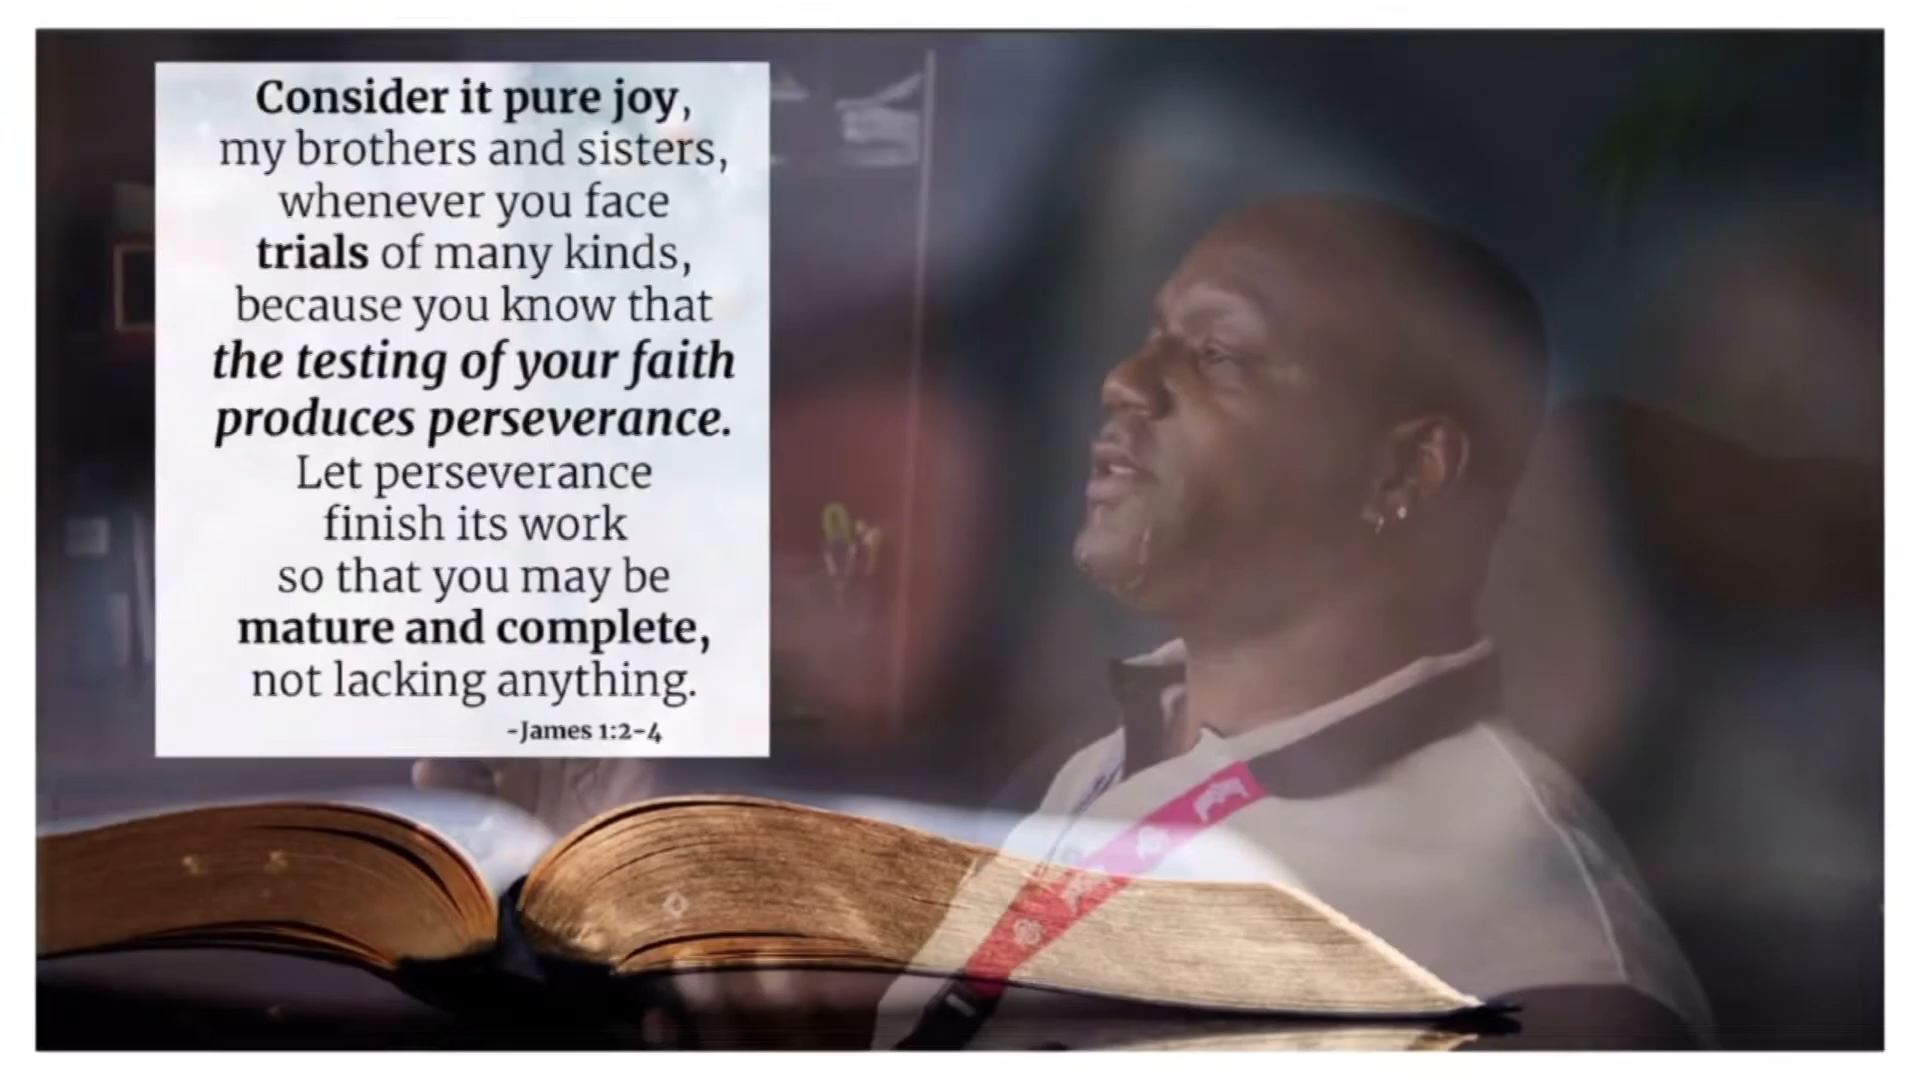 Consider it pure joy,
my brothers and sisters,
whenever you face
trials of many kinds,
because you know that
the testing of your faith
produces perseverance.
Let perseverance
finish its work
so that you may be
mature and complete,
not lacking anything.
-James 1:2-4